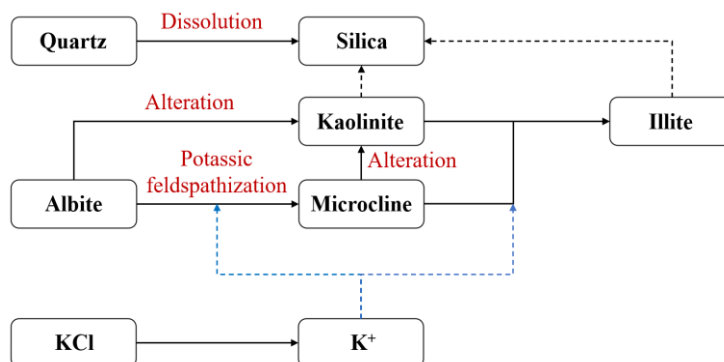 Dissolution
Quartz
Silica
Alteration
Kaolinite
Illite
Potassic
feldspathization
Alteration
Albite
Microcline
KCl
K⁺